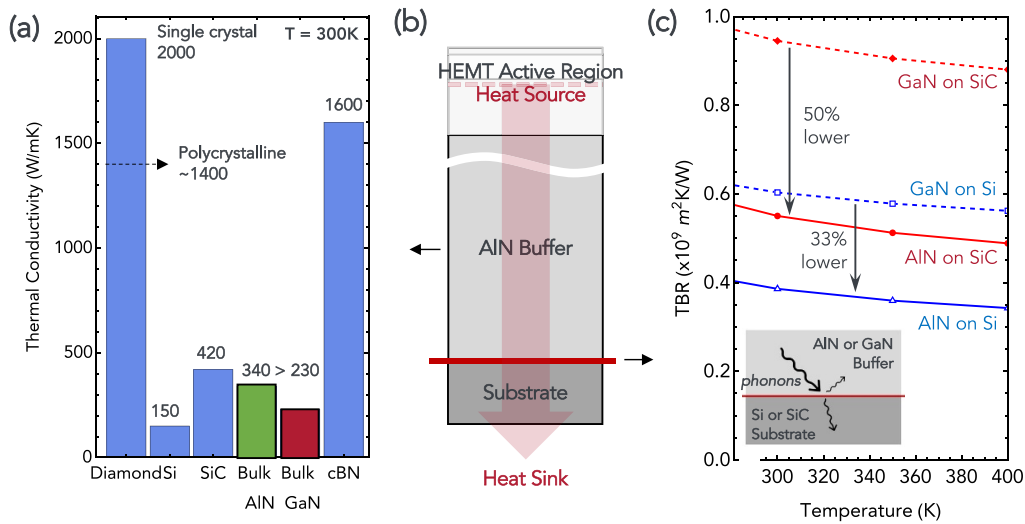 (a)
Thermal Conductivity (W/mK)
2000
1500
1000
500
0
Single crystal
2000
T = 300K
Polycrystalline
~1400
150
420
340 > 230
1600
Diamond
Si
SiC
Bulk
AlN
Bulk
GaN
cBN
(b)
HEMT Active Region
Heat Source
AlN Buffer
Substrate
Heat Sink
(c)
TBR (x10⁹ m²K/W)
1.0
0.8
0.6
0.4
0.2
0.0
GaN on SiC
50%
lower
GaN on Si
AlN on SiC
33%
lower
AlN on Si
AlN or GaN
Buffer
phonons
Si or SiC
Substrate
300 320 340 360 380 400
Temperature (K)